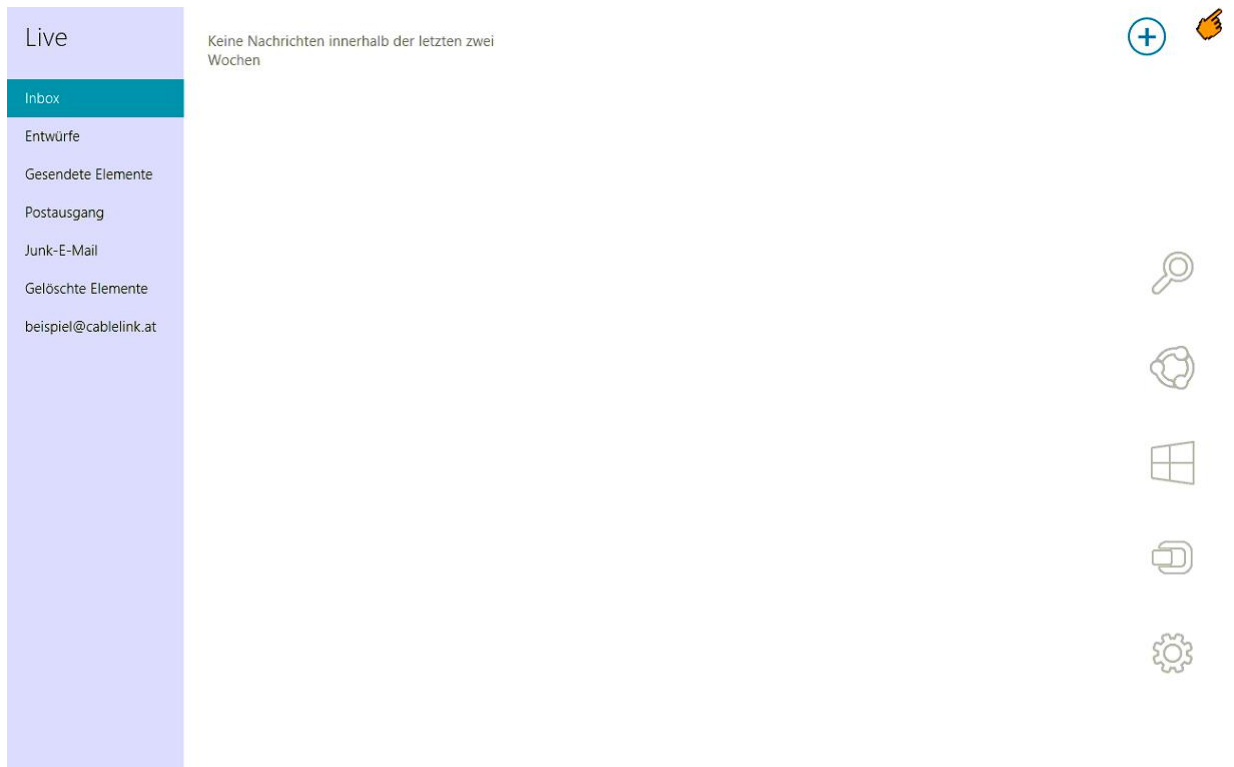 Live
Inbox
Entwürfe
Gesendete Elemente
Postausgang
Junk-E-Mail
Gelöschte Elemente
beispiel@cablelink.at
Keine Nachrichten innerhalb der letzten zwei
Wochen